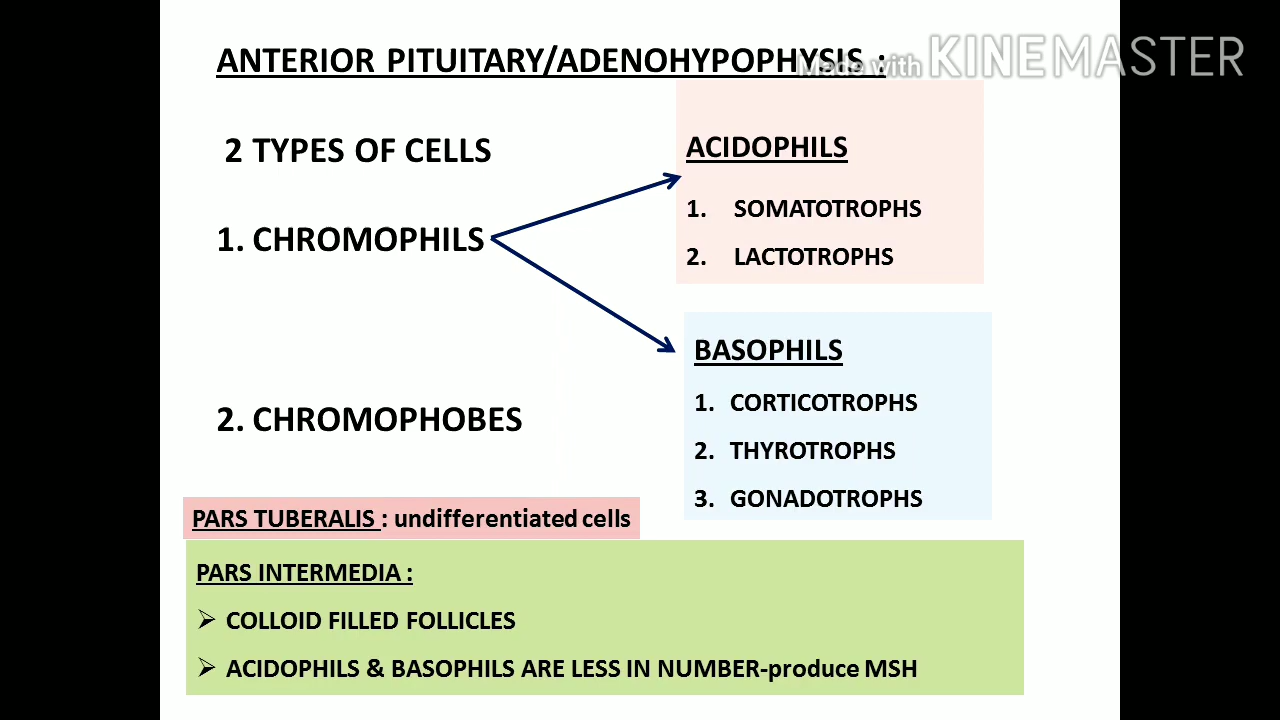 ANTERIOR PITUITARY/ADENOHYPOPHYSIS :
Made with KINEMASTER
2 TYPES OF CELLS
1. CHROMOPHILS
2. CHROMOPHOBES
ACIDOPHILS
1. SOMATOTROPHS
2. LACTOTROPHS
BASOPHILS
1. CORTICOTROPHS
2. THYROTROPHS
3. GONADOTROPHS
PARS TUBERALIS : undifferentiated cells
PARS INTERMEDIA :
➢ COLLOID FILLED FOLLICLES
➢ ACIDOPHILS & BASOPHILS ARE LESS IN NUMBER-produce MSH